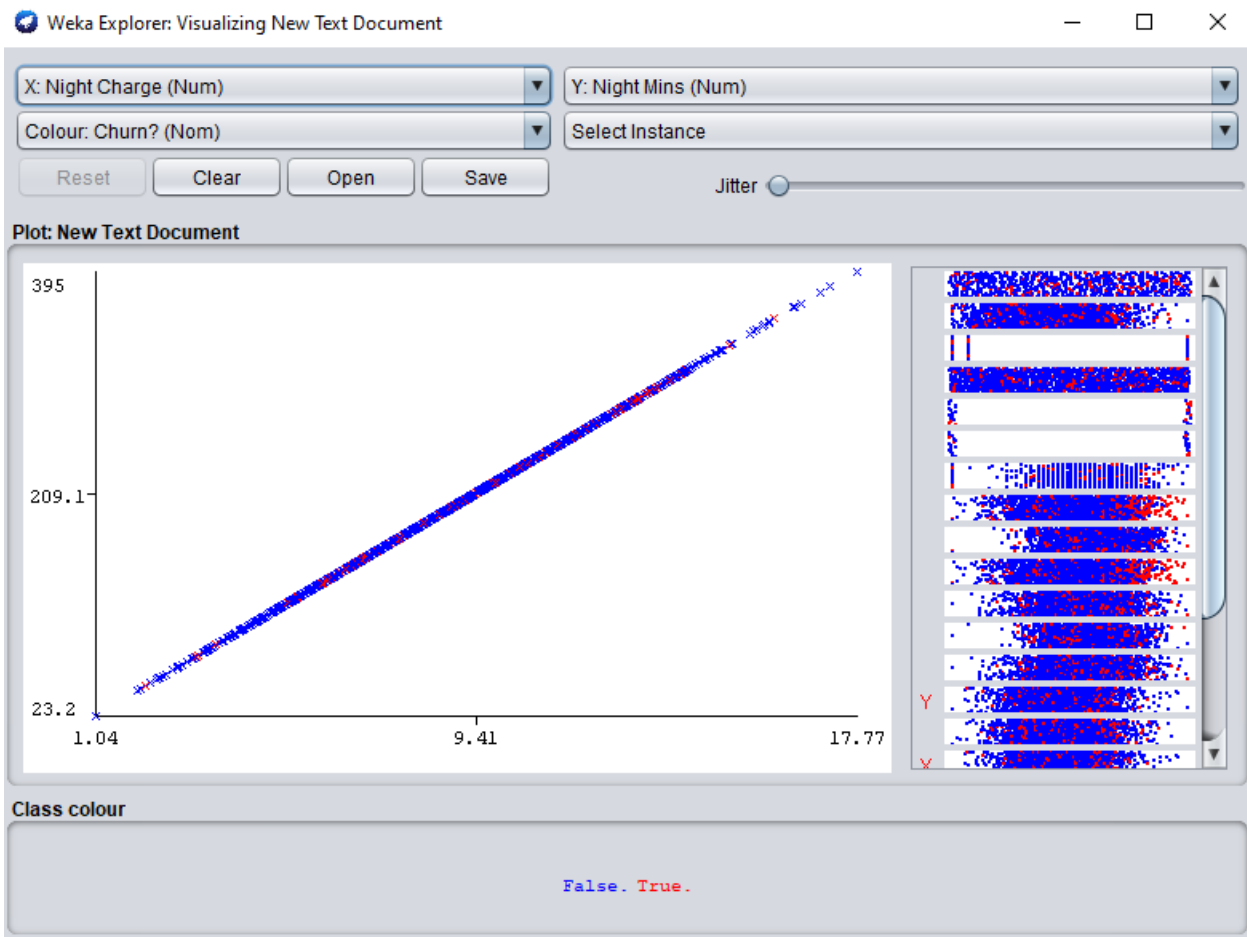 Weka Explorer: Visualizing New Text Document
X: Night Charge (Num) Y: Night Mins (Num)
Colour: Churn? (Nom) Select Instance
Reset Clear Open Save Jitter
Plot: New Text Document
395
209.1
23.2
1.04 9.41 17.77
Y
X
Class colour
False. True.